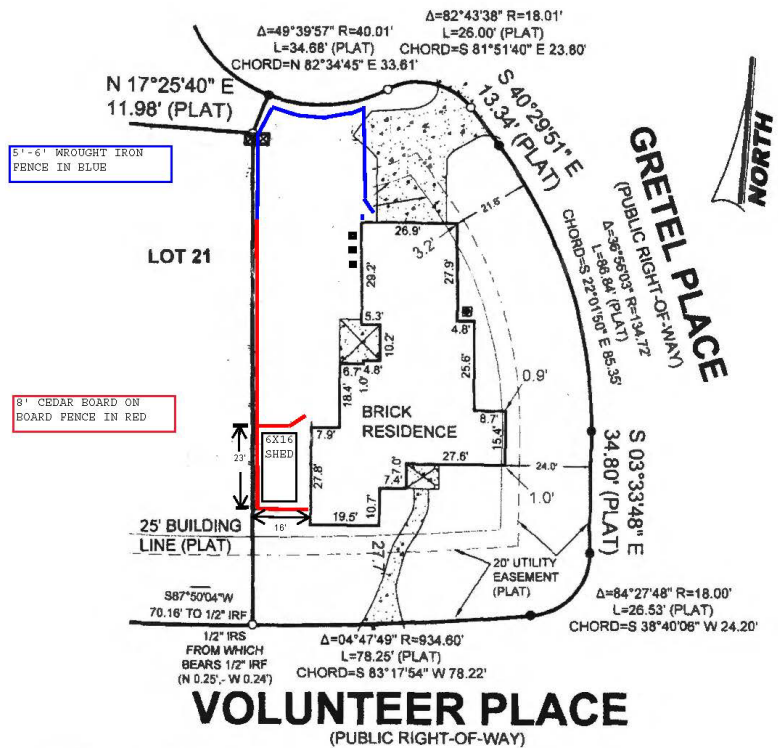 Δ=82°43'38" R=18.01'
L=26.00' (PLAT)
CHORD=S 81°51'40" E 23.80'
Δ=49°39'57" R=40.01'
L=34.68' (PLAT)
CHORD=N 82°34'45" E 33.61'
N 17°25'40" E
11.98' (PLAT)
S 40°29'51" E
13.34' (PLAT)
NORTH
5'-6' WROUGHT IRON
FENCE IN BLUE
GRETEL PLACE
(PUBLIC RIGHT-OF-WAY)
Δ=36°56'03" R=134.72
L=86.84' (PLAT)
CHORD=S 22°01'50" E 85.35'
LOT 21
21.6'
26.9'
3.2'
29.2'
27.9'
5.3'
4.8'
10.2'
6.7'
4.8'
1.0'
18.4'
25.6'
0.9'
8' CEDAR BOARD ON
BOARD FENCE IN RED
BRICK
RESIDENCE
8.7'
15.4'
7.9'
6X16
SHED
23'
27.8'
27.6'
7.0'
7.4'
24.0'
1.0'
10.7'
19.5'
16'
S 03°33'48" E
34.80' (PLAT)
25' BUILDING
LINE (PLAT)
27.7'
20' UTILITY
EASEMENT
(PLAT)
S87°50'04"W
70.16' TO 1/2" IRF
Δ=84°27'48" R=18.00'
L=26.53' (PLAT)
CHORD=S 38°40'06" W 24.20'
1/2" IRS
FROM WHICH
BEARS 1/2" IRF
(N 0.25',- W 0.24')
Δ=04°47'49" R=934.60'
L=78.25' (PLAT)
CHORD=S 83°17'54" W 78.22'
VOLUNTEER PLACE
(PUBLIC RIGHT-OF-WAY)